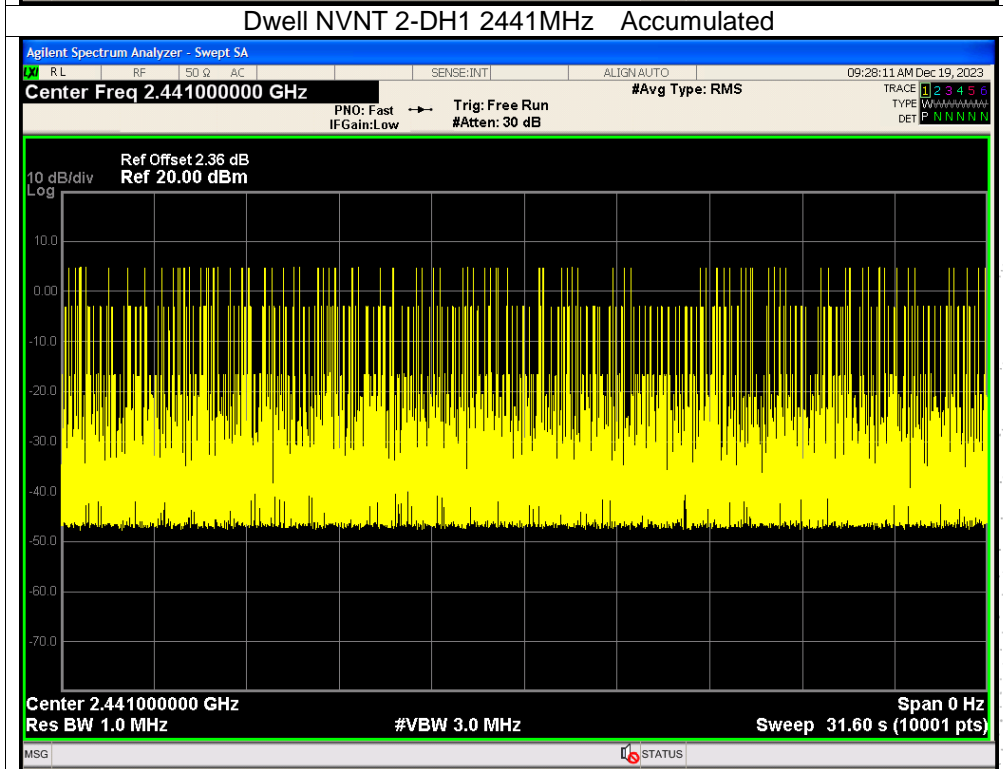 Dwell NVNT 2-DH1 2441MHz Accumulated
Agilent Spectrum Analyzer - Swept SA
LXI RL RF 50 Ω AC SENSE:INT ALIGN AUTO 09:28:11 AM Dec 19, 2023
Center Freq 2.441000000 GHz #Avg Type: RMS TRACE 1 2 3 4 5 6
PNO: Fast Trig: Free Run TYPE WWWWWW
IFGain:Low #Atten: 30 dB DET P N N N N N
Ref Offset 2.36 dB
10 dB/div Ref 20.00 dBm
Log
10.0
0.00
-10.0
-20.0
-30.0
-40.0
-50.0
-60.0
-70.0
Center 2.441000000 GHz Span 0 Hz
Res BW 1.0 MHz #VBW 3.0 MHz Sweep 31.60 s (10001 pts)
MSG STATUS